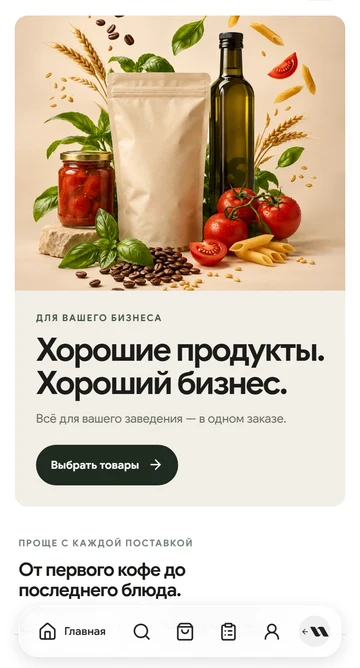 ДЛЯ ВАШЕГО БИЗНЕСА
Хорошие продукты.
Хороший бизнес.
Всё для вашего заведения — в одном заказе.
Выбрать товары →
ПРОЩЕ С КАЖДОЙ ПОСТАВКОЙ
От первого кофе до
последнего блюда.
Главная